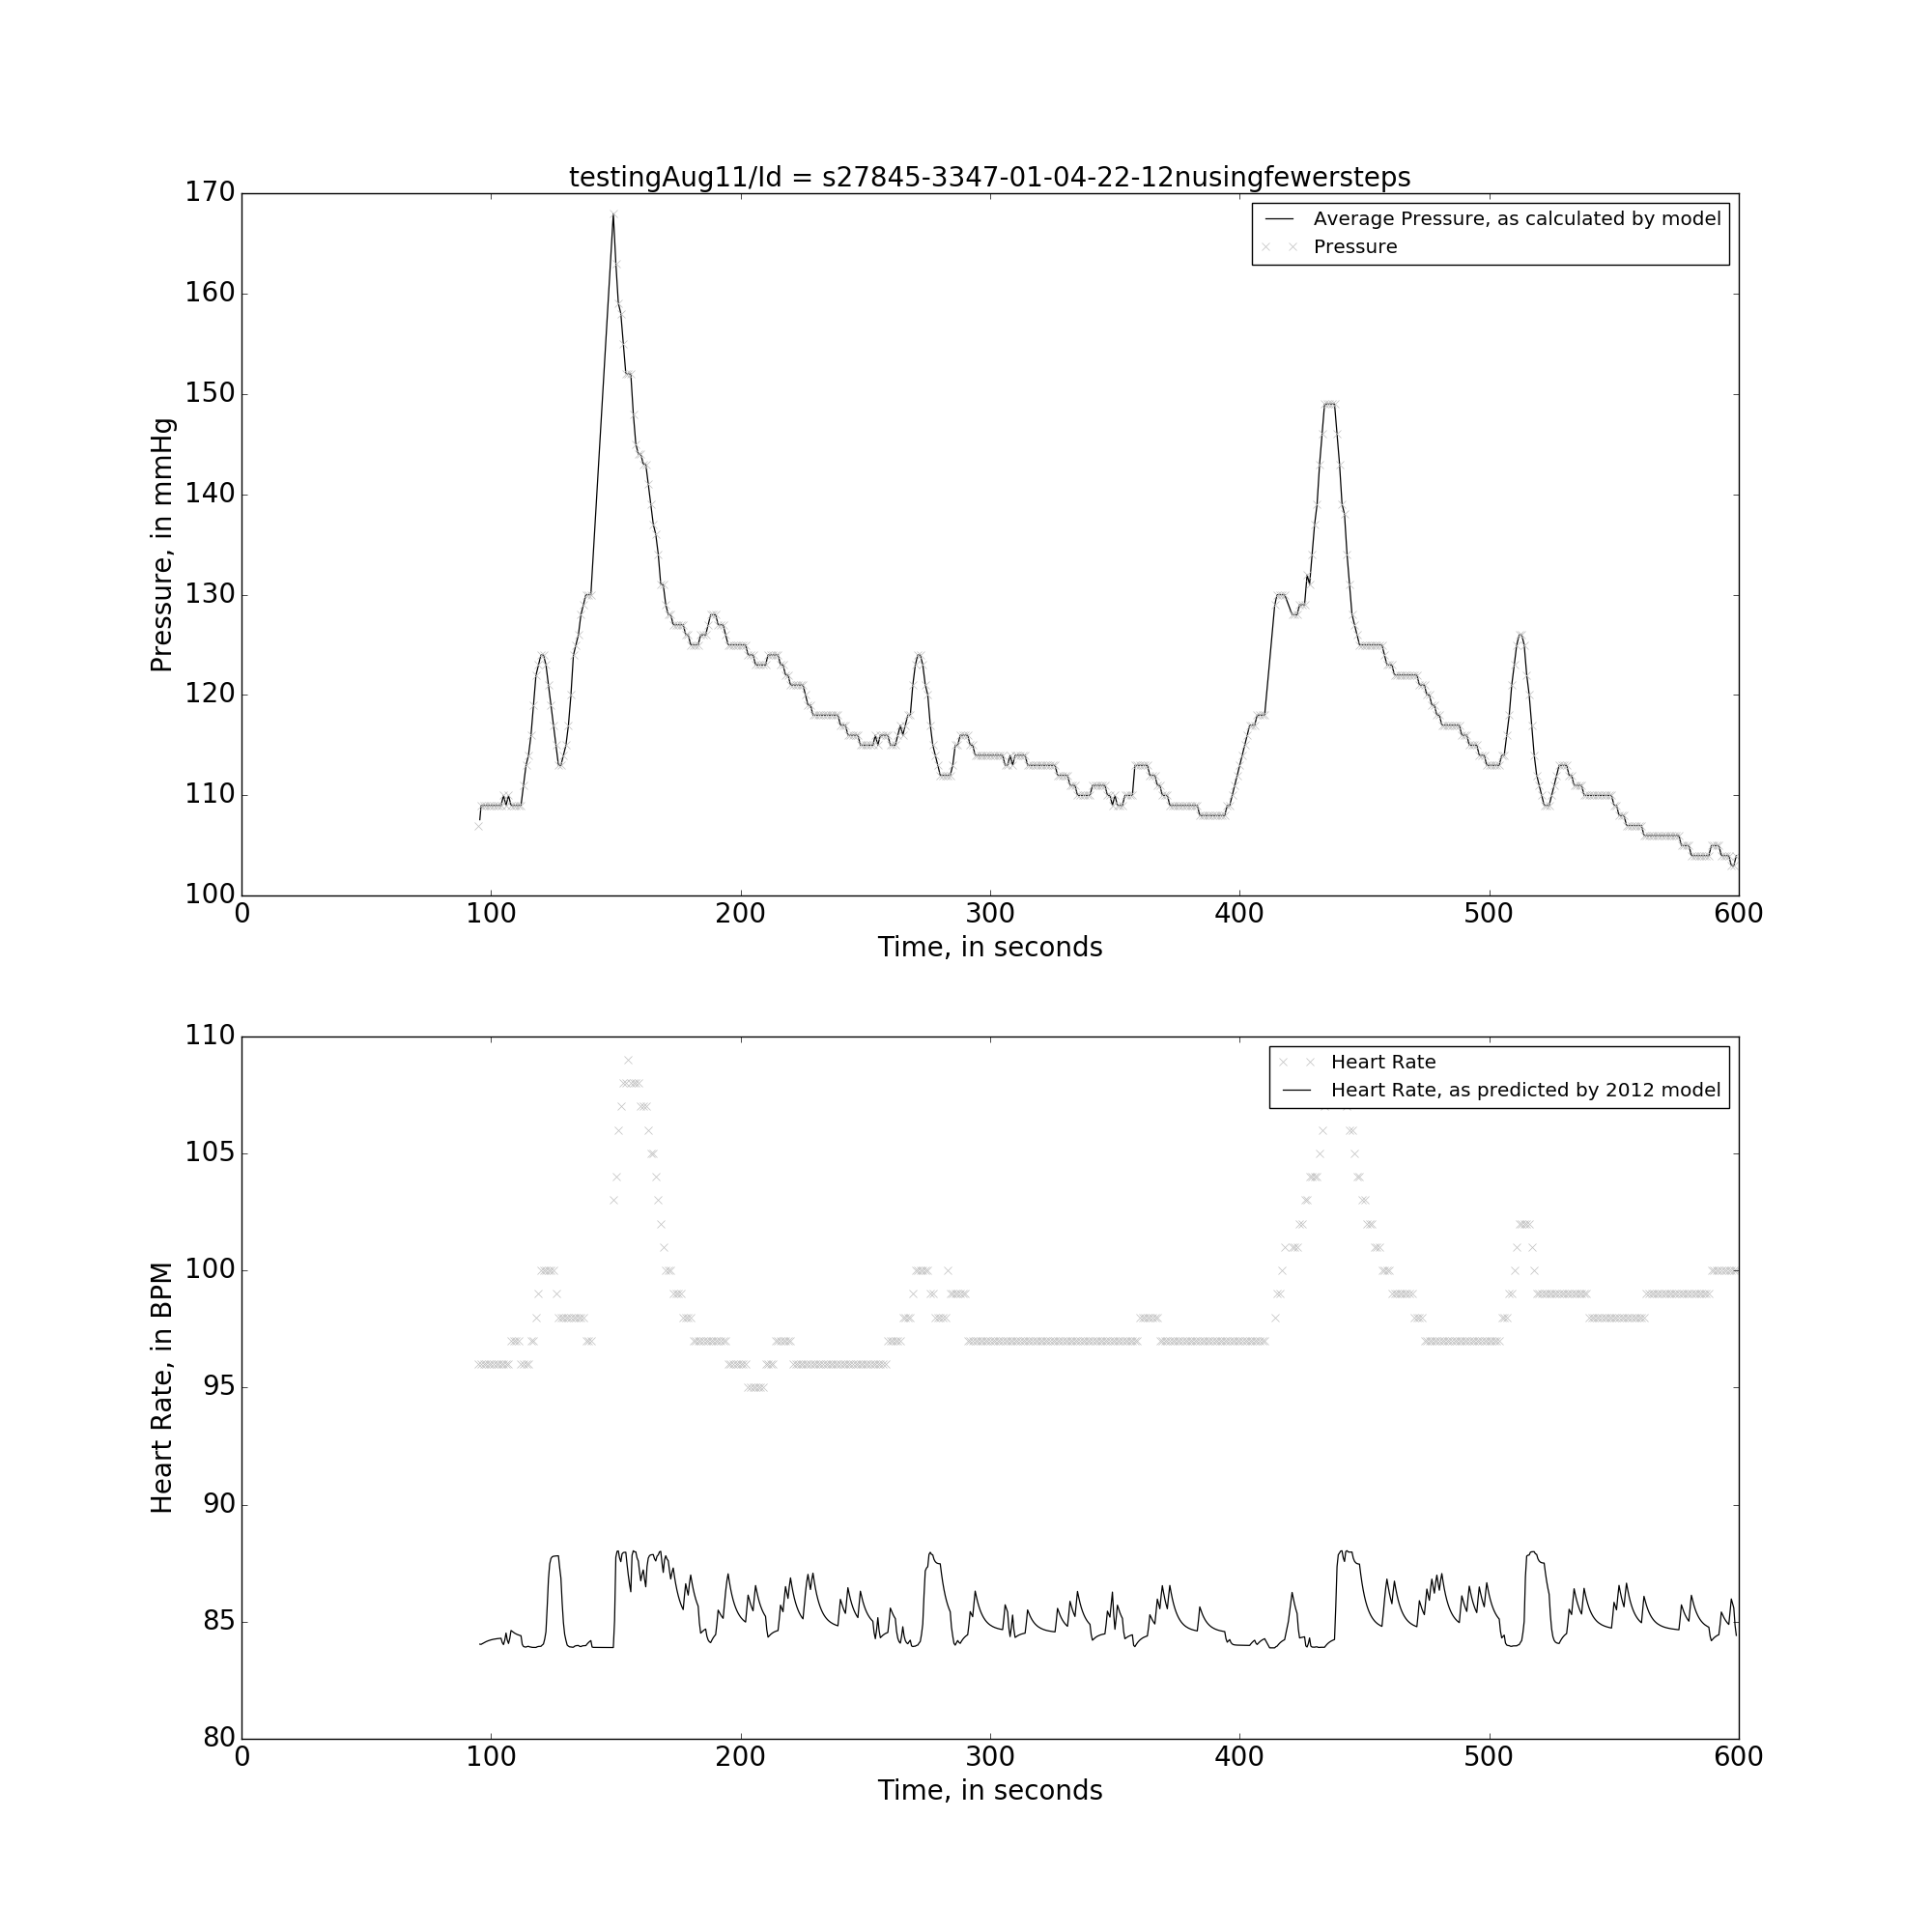 testingAug11/Id = s27845-3347-01-04-22-12nusingfewersteps
170
160
150
140
130
120
110
100
Pressure, in mmHg
Average Pressure, as calculated by model
Pressure
0 100 200 300 400 500 600
Time, in seconds
110
105
100
95
90
85
80
Heart Rate, in BPM
Heart Rate
Heart Rate, as predicted by 2012 model
0 100 200 300 400 500 600
Time, in seconds